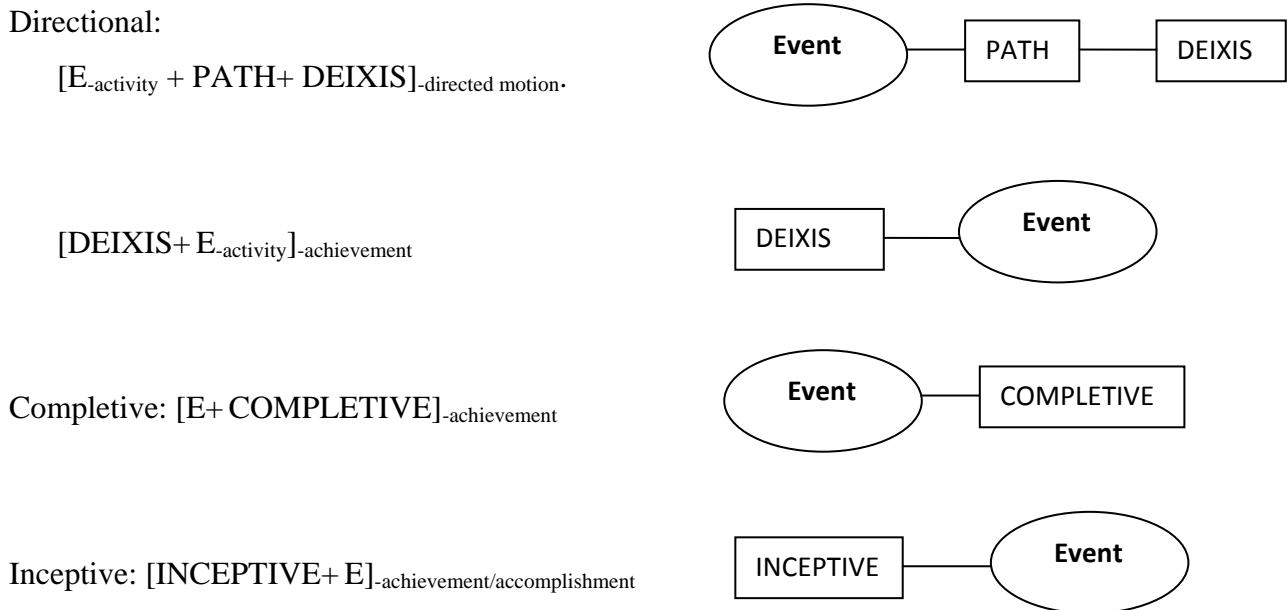 Directional:
Event PATH DEIXIS
[E-activity + PATH+ DEIXIS]-directed motion.
[DEIXIS+ E-activity]-achievement
DEIXIS Event
Completive: [E+ COMPLETIVE]-achievement
Event COMPLETIVE
Inceptive: [INCEPTIVE+ E]-achievement/accomplishment
INCEPTIVE Event